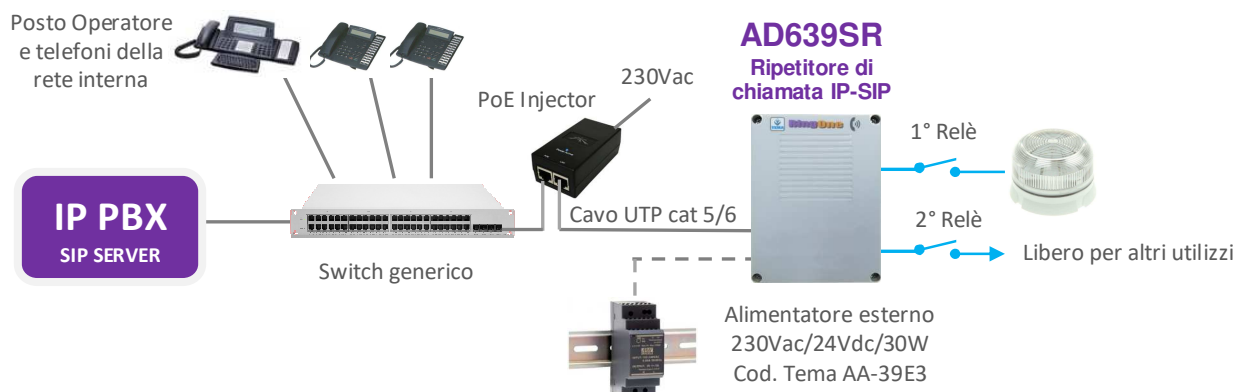 Posto Operatore
e telefoni della
rete interna
AD639SR
Ripetitore di
chiamata IP-SIP
230Vac
PoE Injector
RingOne
1° Relè
IP PBX
SIP SERVER
Cavo UTP cat 5/6
2° Relè
Switch generico
Libero per altri utilizzi
Alimentatore esterno
230Vac/24Vdc/30W
Cod. Tema AA-39E3